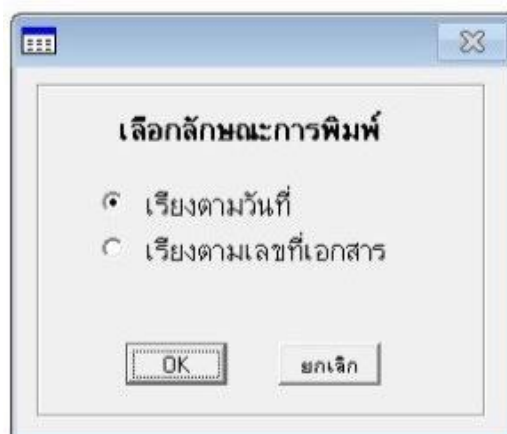 เลือกลักษณะการพิมพ์
เรียงตามวันที่
เรียงตามเลขที่เอกสาร
OK
ยกเลิก